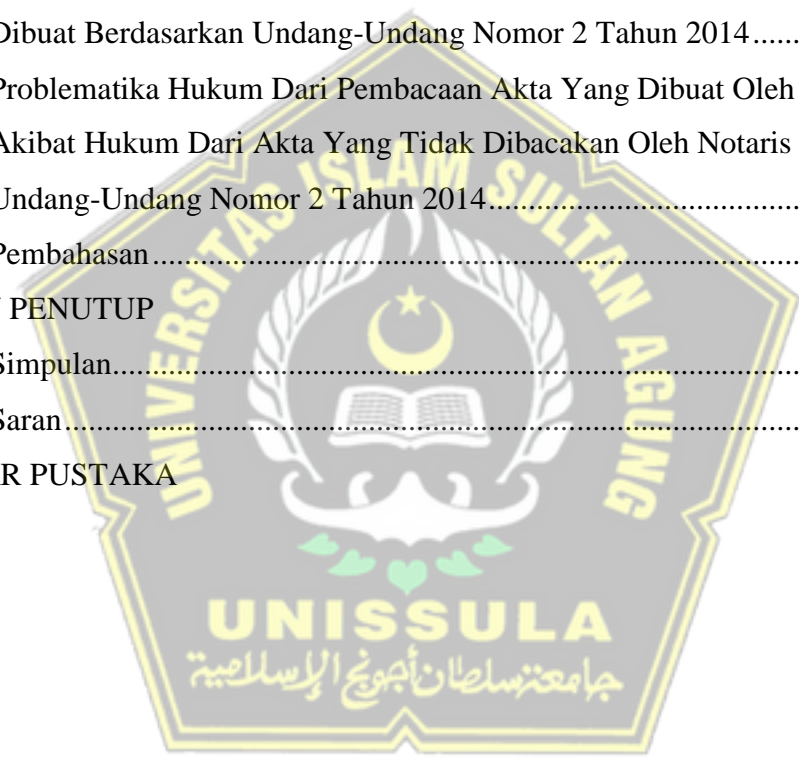 Dibuat Berdasarkan Undang-Undang Nomor 2 Tahun 2014......
Problematika Hukum Dari Pembacaan Akta Yang Dibuat Oleh
Akibat Hukum Dari Akta Yang Tidak Dibacakan Oleh Notaris
Undang-Undang Nomor 2 Tahun 2014..................................
Pembahasan..........................................................................
PENUTUP
Simpulan...............................................................................
Saran.....................................................................................
R PUSTAKA
UNIVERSITAS ISLAM SULTAN AGUNG
UNISSULA
جامعتسلطان أجونج الإسلامية